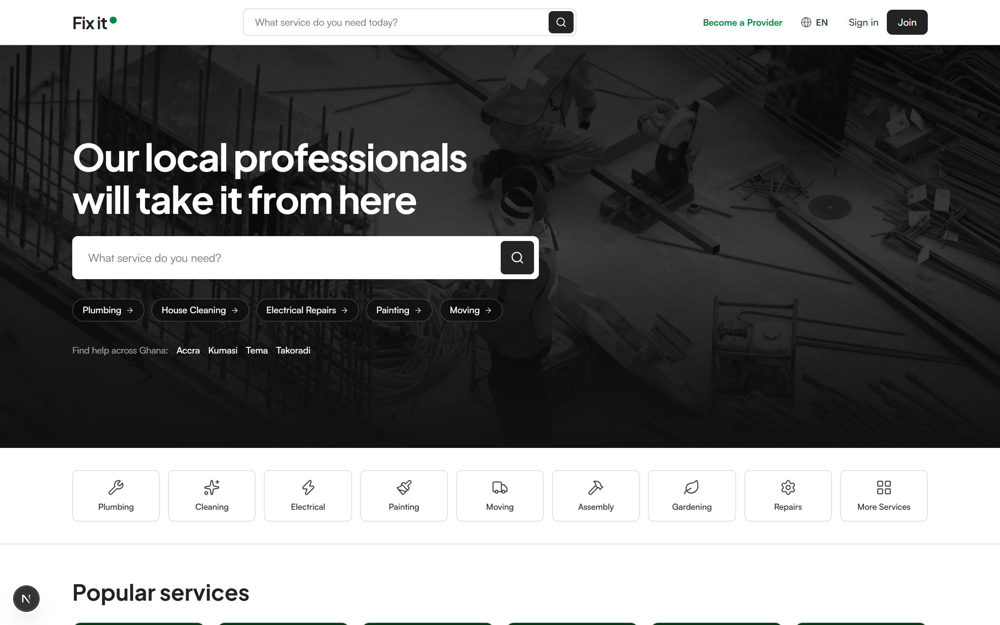 Fix it
What service do you need today?
Become a Provider
EN
Sign in
Join
Our local professionals
will take it from here
What service do you need?
Plumbing → House Cleaning → Electrical Repairs → Painting → Moving →
Find help across Ghana: Accra Kumasi Tema Takoradi
Plumbing
Cleaning
Electrical
Painting
Moving
Assembly
Gardening
Repairs
More Services
Popular services
N